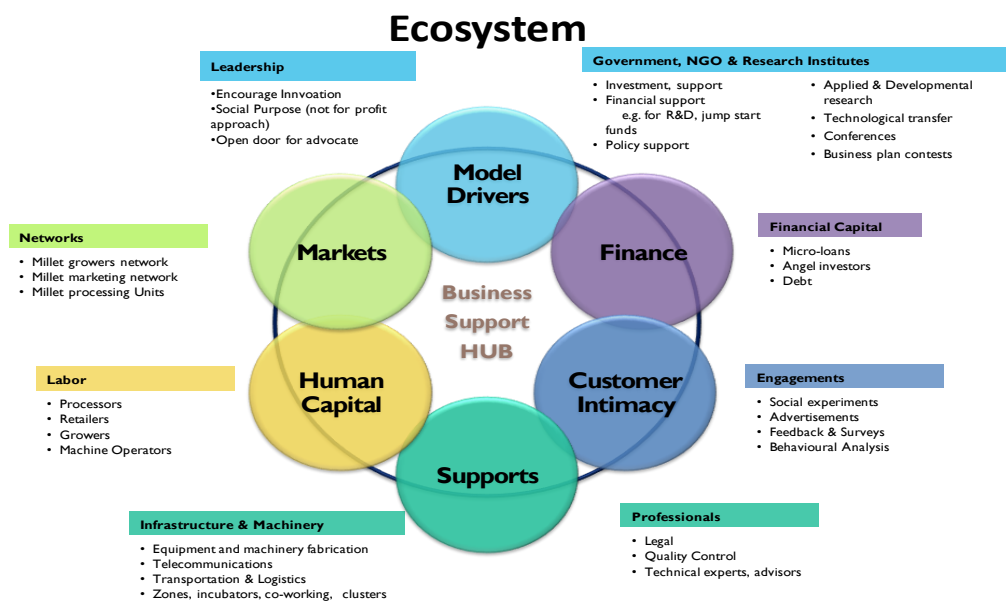 Ecosystem
Leadership
•Encourage Innvoation
•Social Purpose (not for profit
approach)
•Open door for advocate
Government, NGO & Research Institutes
• Investment, support
• Financial support
e.g. for R&D, jump start
funds
• Policy support
• Applied & Developmental
research
• Technological transfer
• Conferences
• Business plan contests
Model
Drivers
Markets
Finance
Networks
• Millet growers network
• Millet marketing network
• Millet processing Units
Financial Capital
• Micro-loans
• Angel investors
• Debt
Business
Support
HUB
Human
Capital
Customer
Intimacy
Labor
• Processors
• Retailers
• Growers
• Machine Operators
Engagements
• Social experiments
• Advertisements
• Feedback & Surveys
• Behavioural Analysis
Supports
Infrastructure & Machinery
• Equipment and machinery fabrication
• Telecommunications
• Transportation & Logistics
• Zones, incubators, co-working, clusters
Professionals
• Legal
• Quality Control
• Technical experts, advisors